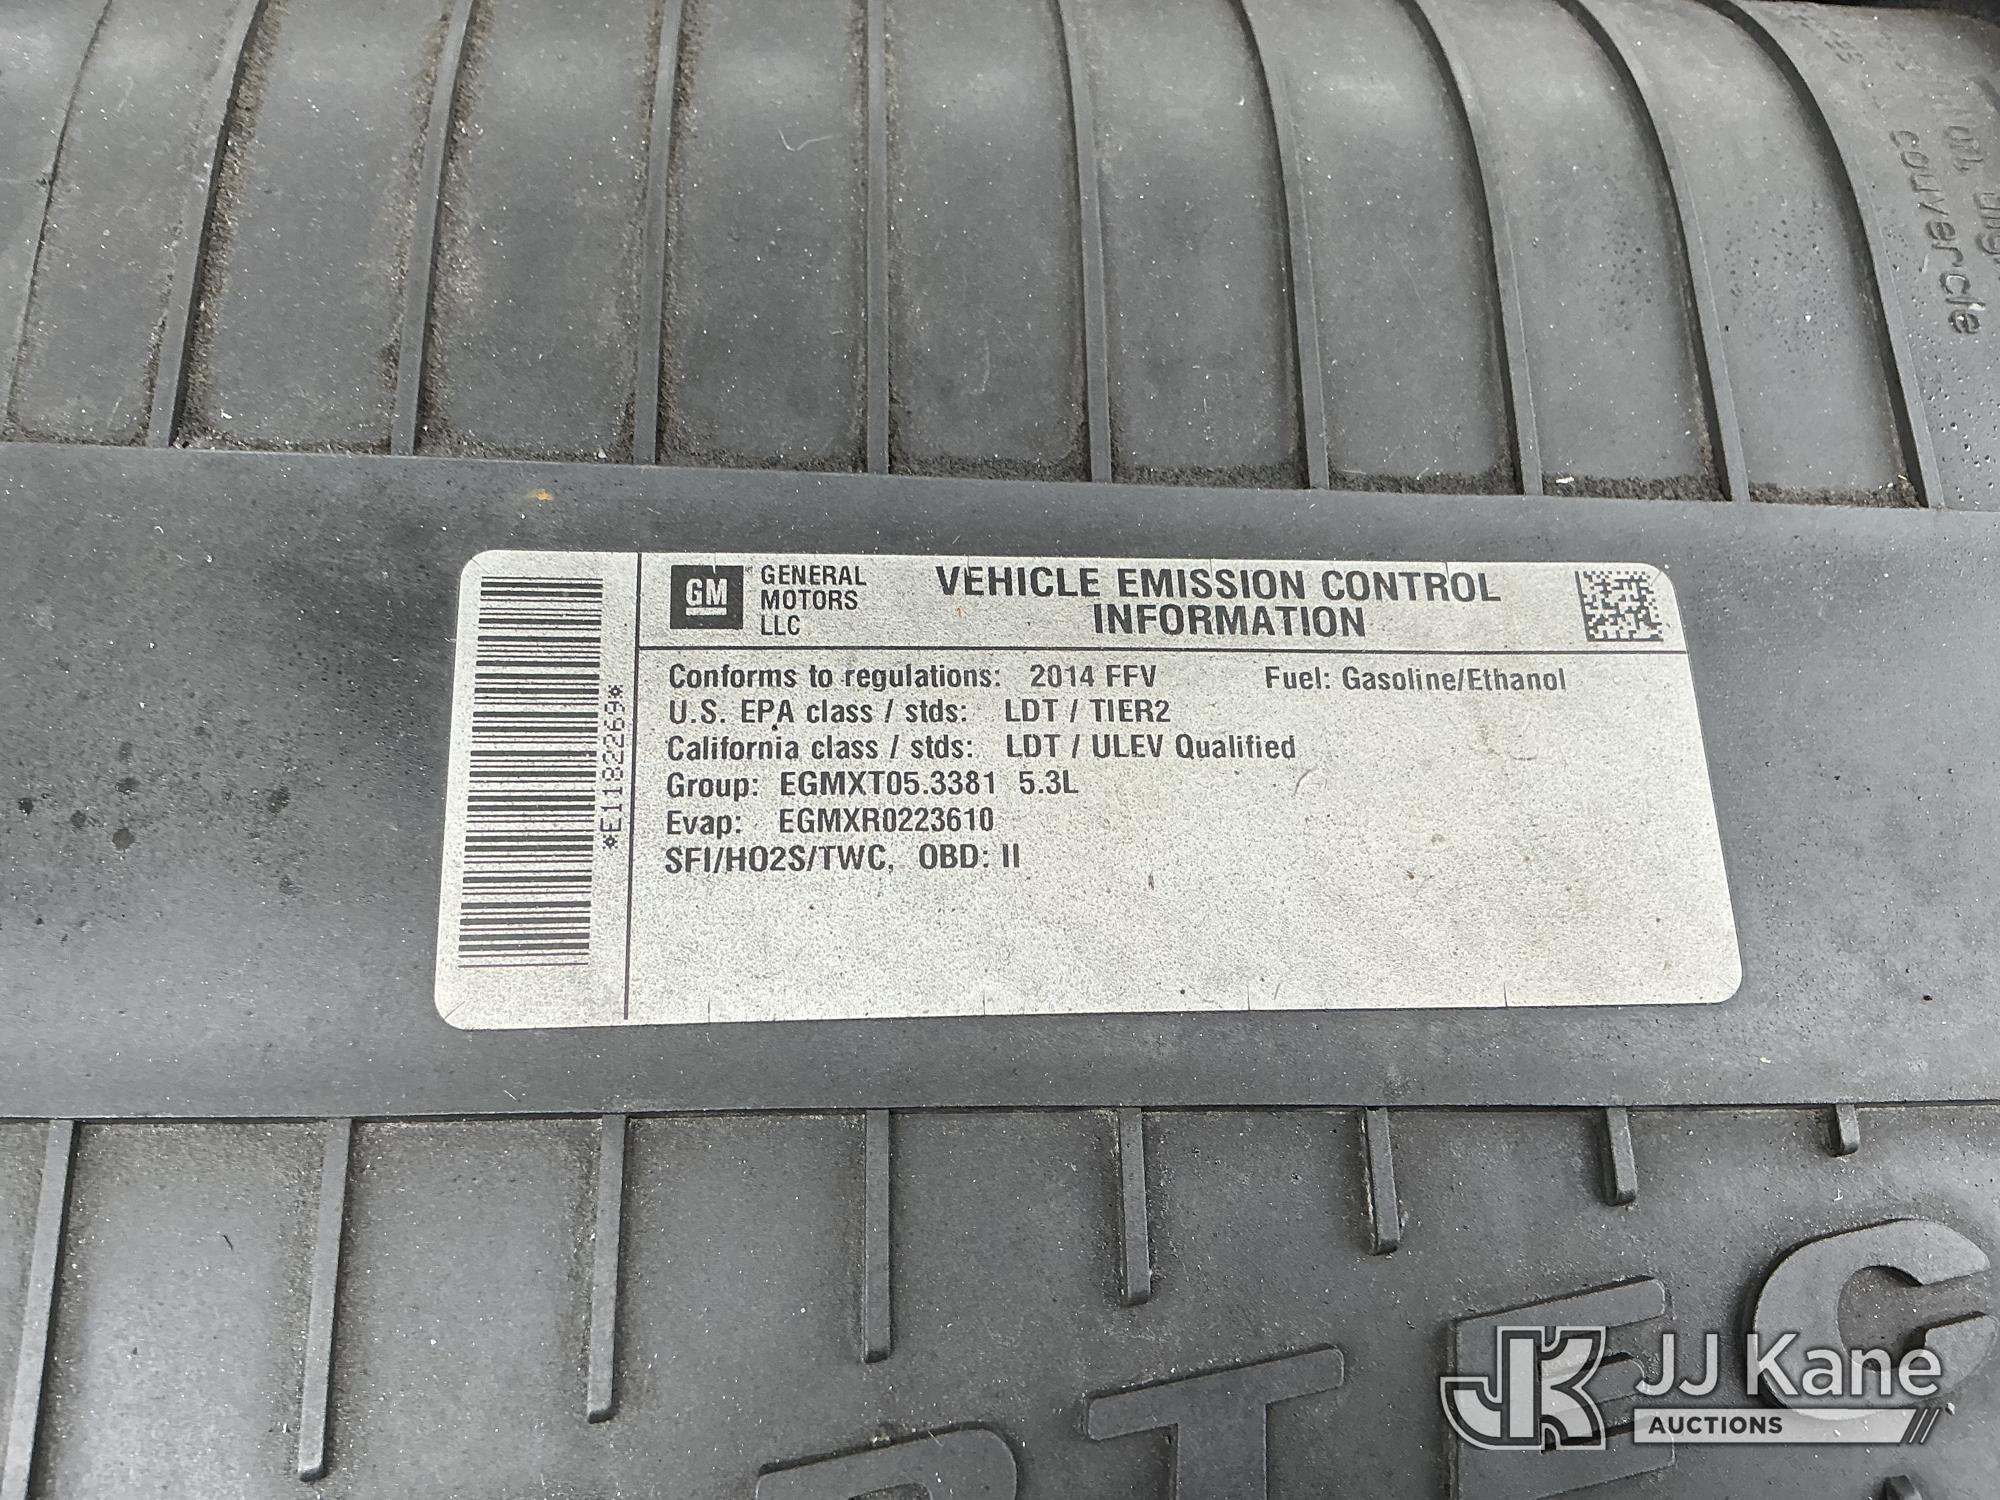 couvercle
GM
GENERAL
MOTORS
LLC
VEHICLE EMISSION CONTROL
INFORMATION
Conforms to regulations: 2014 FFV Fuel: Gasoline/Ethanol
U.S. EPA class / stds: LDT / TIER2
California class / stds: LDT / ULEV Qualified
Group: EGMXT05.3381 5.3L
Evap: EGMXR0223610
SFI/HO2S/TWC, OBD: II
*E1182269*
RTEC
JK JJ Kane
AUCTIONS